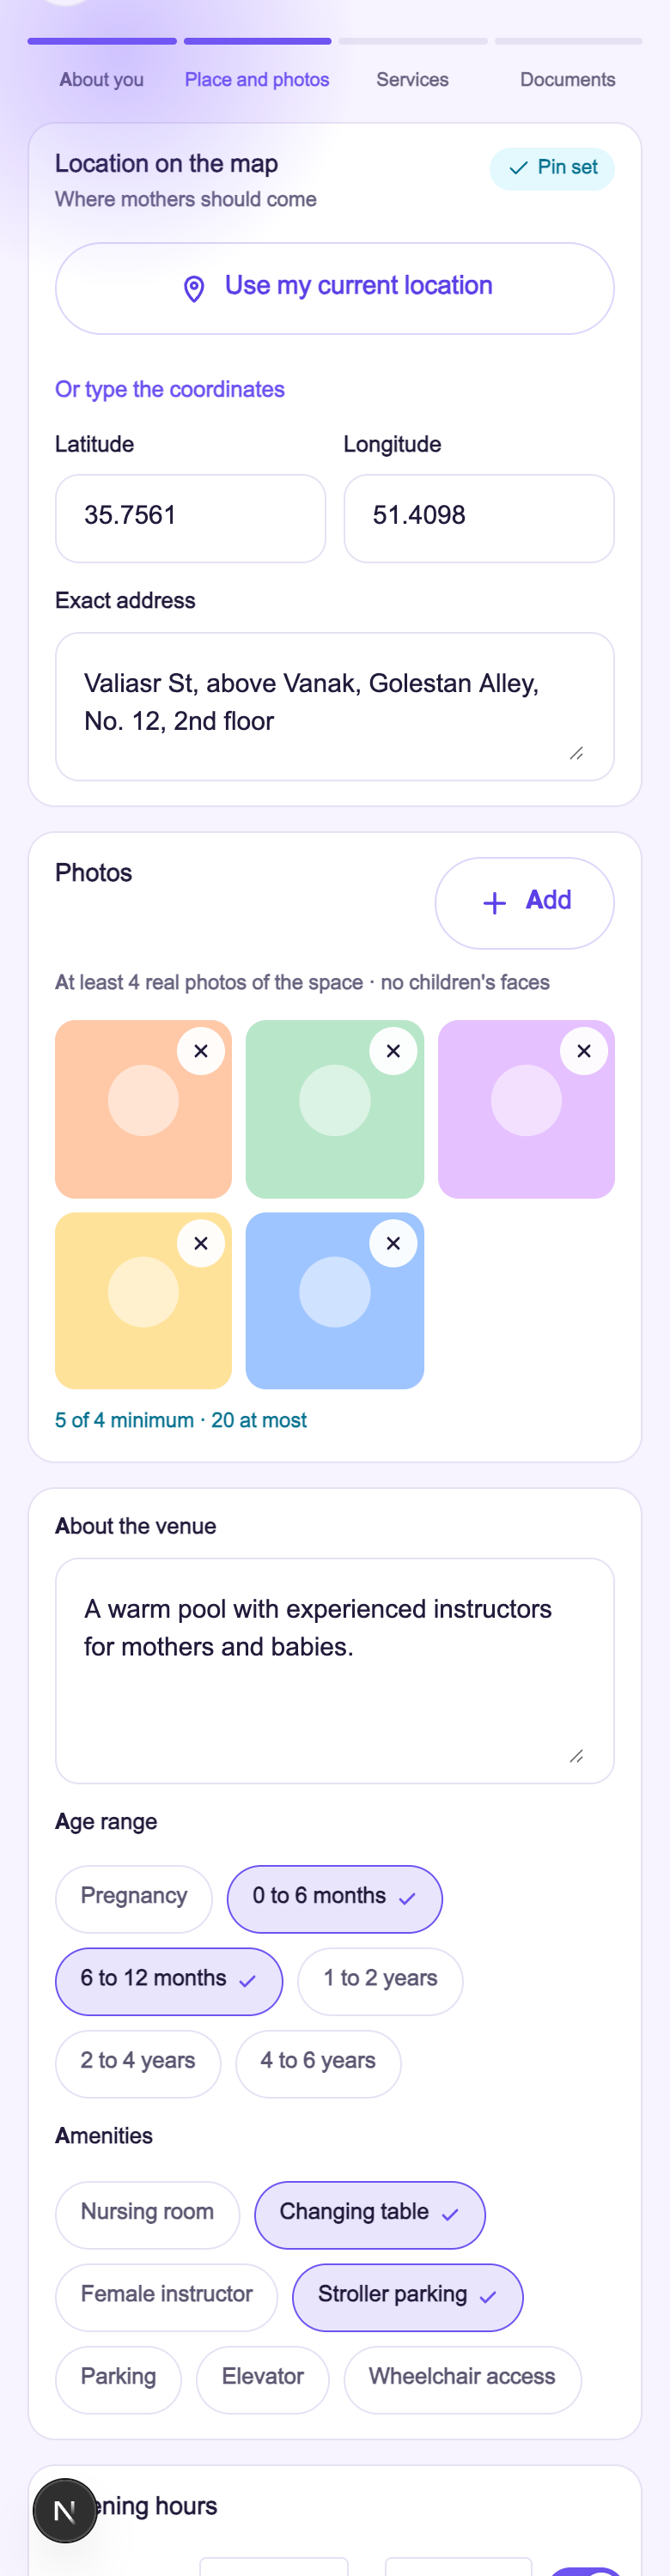 About you
Place and photos
Services
Documents
Location on the map
Pin set
Where mothers should come
Use my current location
Or type the coordinates
Latitude
Longitude
35.7561
51.4098
Exact address
Valiasr St, above Vanak, Golestan Alley,
No. 12, 2nd floor
Photos
Add
At least 4 real photos of the space · no children's faces
5 of 4 minimum · 20 at most
About the venue
A warm pool with experienced instructors
for mothers and babies.
Age range
Pregnancy
0 to 6 months
6 to 12 months
1 to 2 years
2 to 4 years
4 to 6 years
Amenities
Nursing room
Changing table
Female instructor
Stroller parking
Parking
Elevator
Wheelchair access
N
ening hours